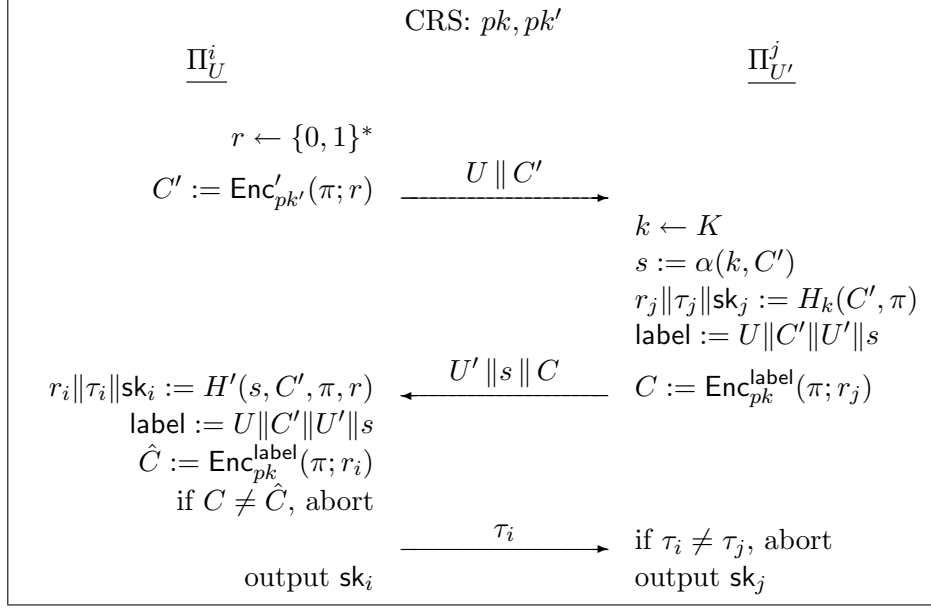 CRS: pk, pk′
Π_U^i
Π_{U′}^j
r ← {0, 1}*
C′ := Enc′_{pk′}(π; r)
U ‖ C′
k ← K
s := α(k, C′)
r_j‖τ_j‖sk_j := H_k(C′, π)
label := U‖C′‖U′‖s
U′ ‖ s ‖ C
C := Enc_{pk}^{label}(π; r_j)
r_i‖τ_i‖sk_i := H′(s, C′, π, r)
label := U‖C′‖U′‖s
Ĉ := Enc_{pk}^{label}(π; r_i)
if C ≠ Ĉ, abort
τ_i
if τ_i ≠ τ_j, abort
output sk_i
output sk_j